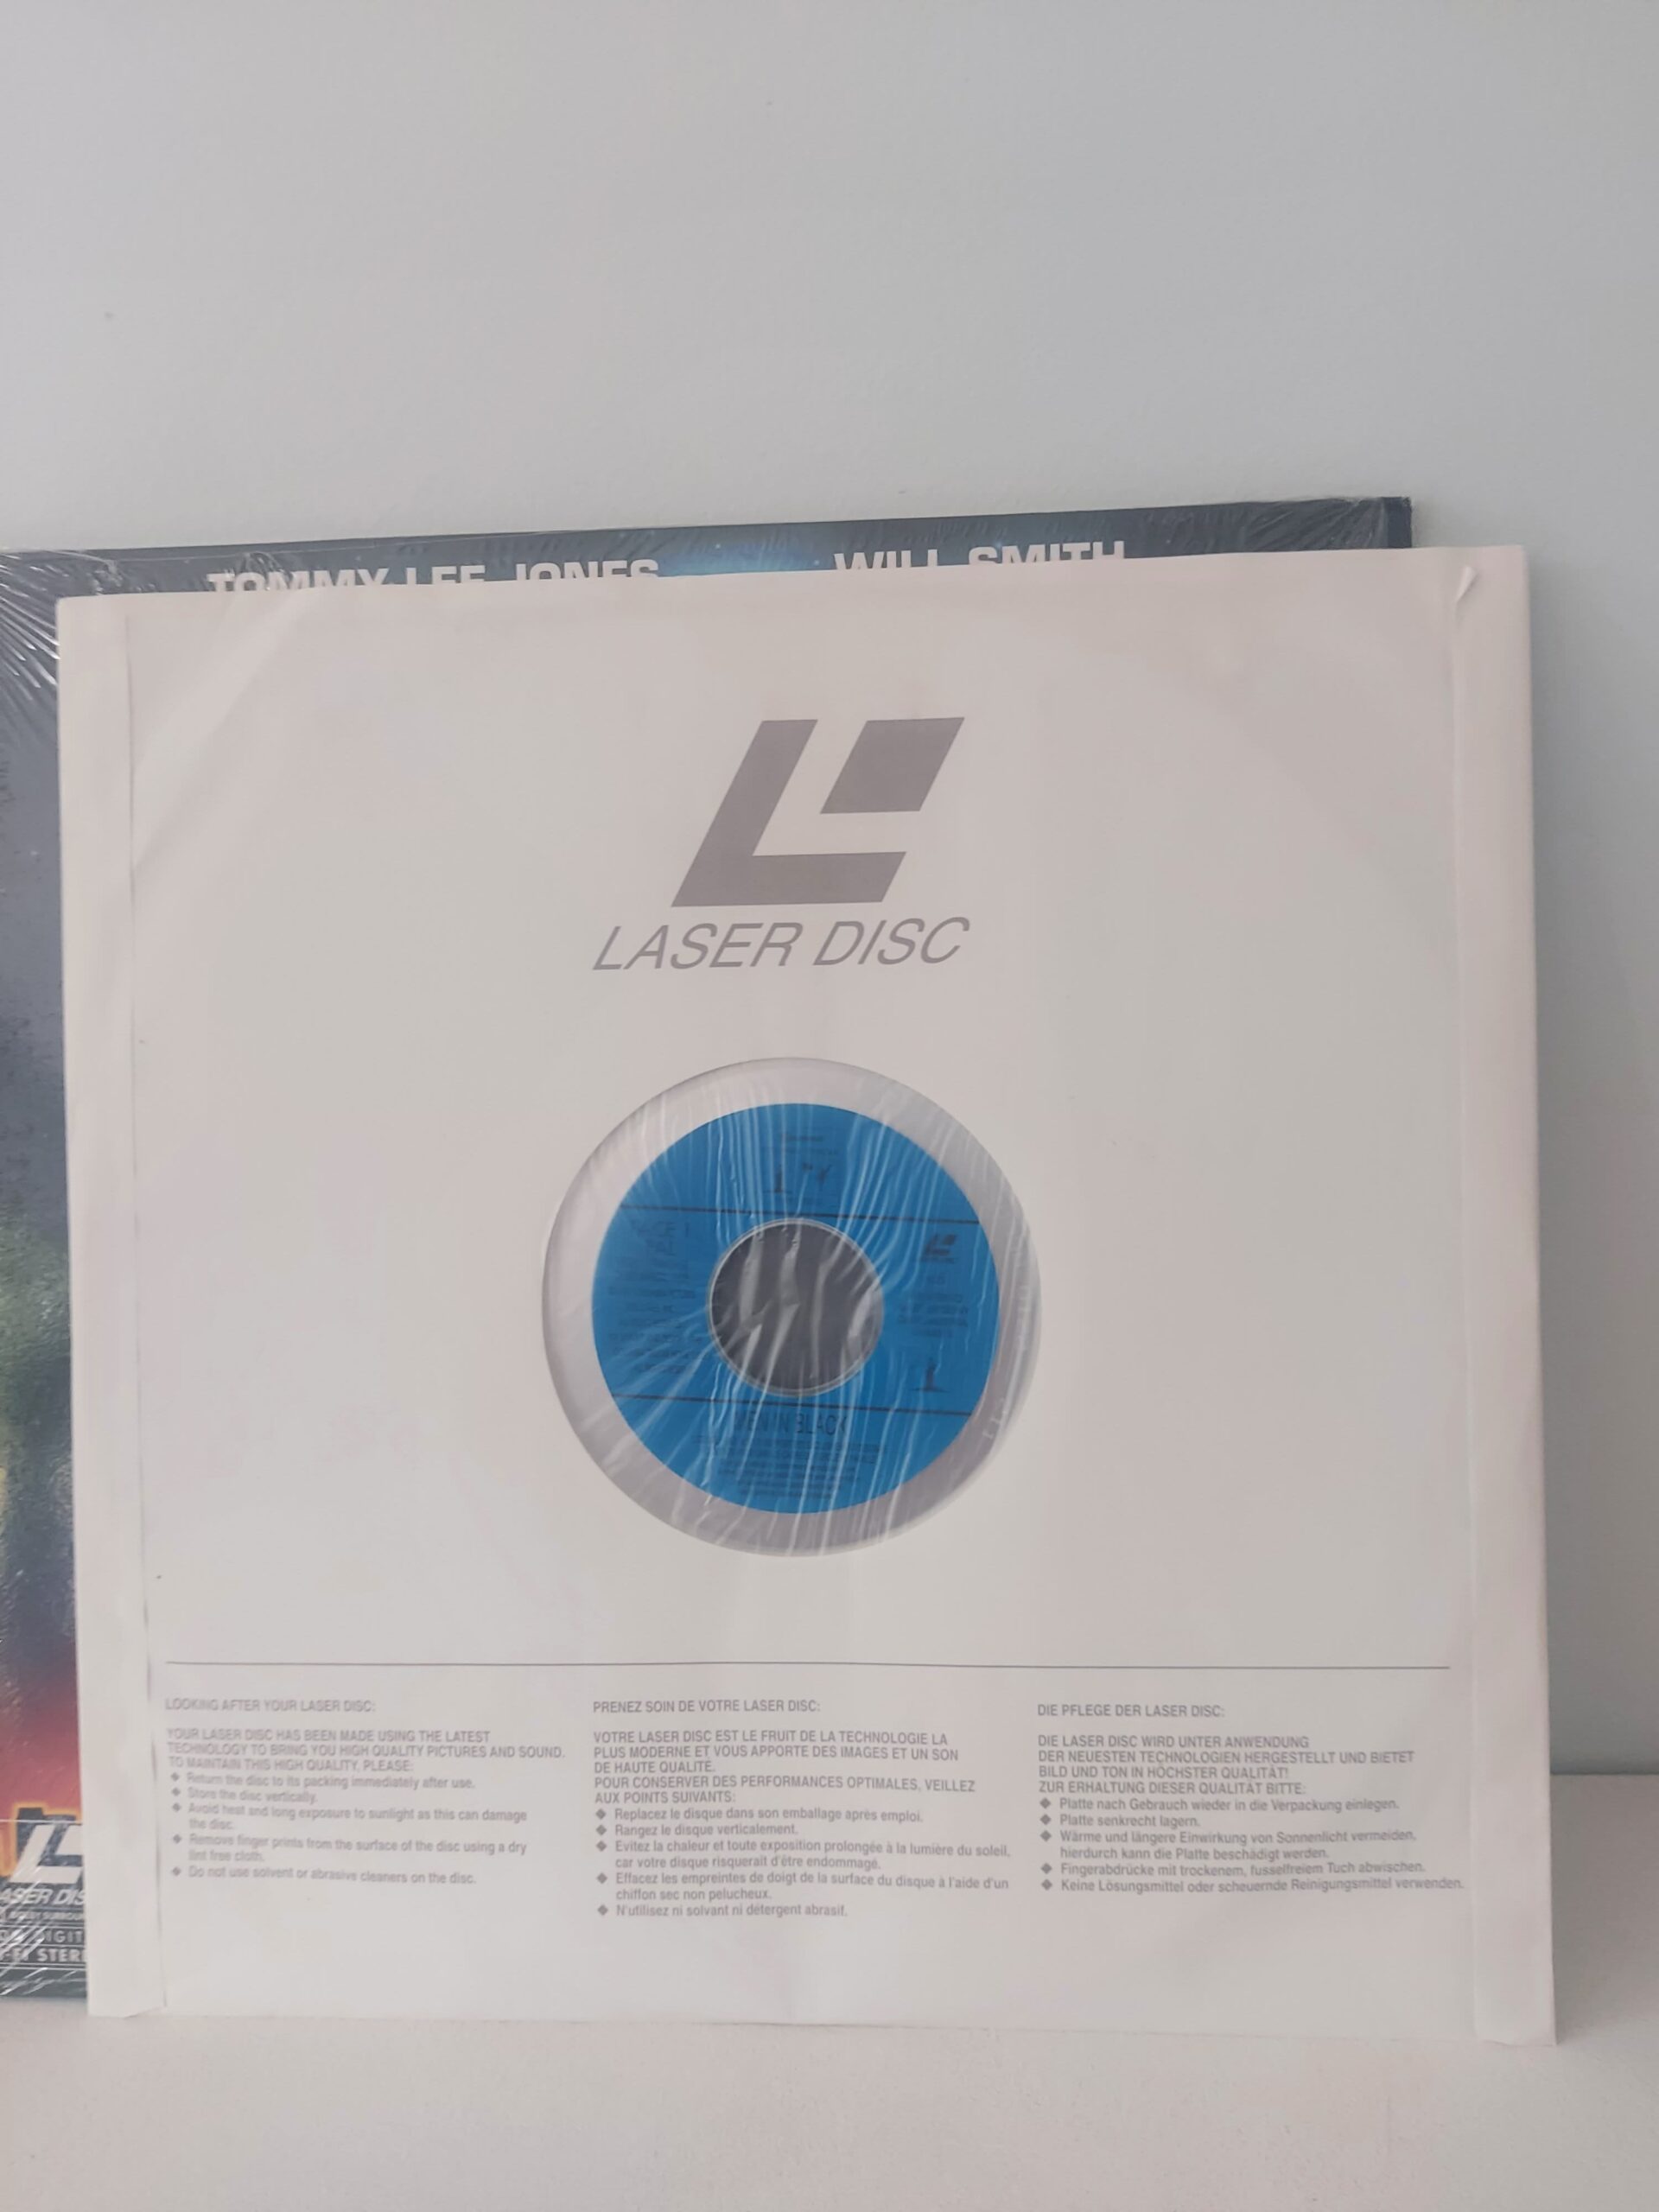 TOMMY LEE JONES
WILL SMITH
LASER DISC
MEN IN BLACK
LOOKING AFTER YOUR LASER DISC:
YOUR LASER DISC HAS BEEN MADE USING THE LATEST
TECHNOLOGY TO BRING YOU HIGH QUALITY PICTURES AND SOUND.
TO MAINTAIN THIS HIGH QUALITY, PLEASE:
◆ Return the disc to its packing immediately after use.
◆ Store the disc vertically.
◆ Avoid heat and long exposure to sunlight as this can damage
the disc.
◆ Remove finger prints from the surface of the disc using a dry
lint free cloth.
◆ Do not use solvent or abrasive cleaners on the disc.
PRENEZ SOIN DE VOTRE LASER DISC:
VOTRE LASER DISC EST LE FRUIT DE LA TECHNOLOGIE LA
PLUS MODERNE ET VOUS APPORTE DES IMAGES ET UN SON
DE HAUTE QUALITE.
POUR CONSERVER DES PERFORMANCES OPTIMALES, VEILLEZ
AUX POINTS SUIVANTS:
◆ Replacez le disque dans son emballage après emploi.
◆ Rangez le disque verticalement.
◆ Evitez la chaleur et toute exposition prolongée à la lumière du soleil,
car votre disque risquerait d'être endommagé.
◆ Effacez les empreintes de doigt de la surface du disque à l'aide d'un
chiffon sec non pelucheux.
◆ N'utilisez ni solvant ni détergent abrasif.
DIE PFLEGE DER LASER DISC:
DIE LASER DISC WIRD UNTER ANWENDUNG
DER NEUESTEN TECHNOLOGIEN HERGESTELLT UND BIETET
BILD UND TON IN HÖCHSTER QUALITÄT!
ZUR ERHALTUNG DIESER QUALITÄT BITTE:
◆ Platte nach Gebrauch wieder in die Verpackung einlegen.
◆ Platte senkrecht lagern.
◆ Wärme und längere Einwirkung von Sonnenlicht vermeiden,
hierdurch kann die Platte beschädigt werden.
◆ Fingerabdrücke mit trockenem, fusselfreiem Tuch abwischen.
◆ Keine Lösungsmittel oder scheuernde Reinigungsmittel verwenden.
ASER DIS
DIGIT
STER